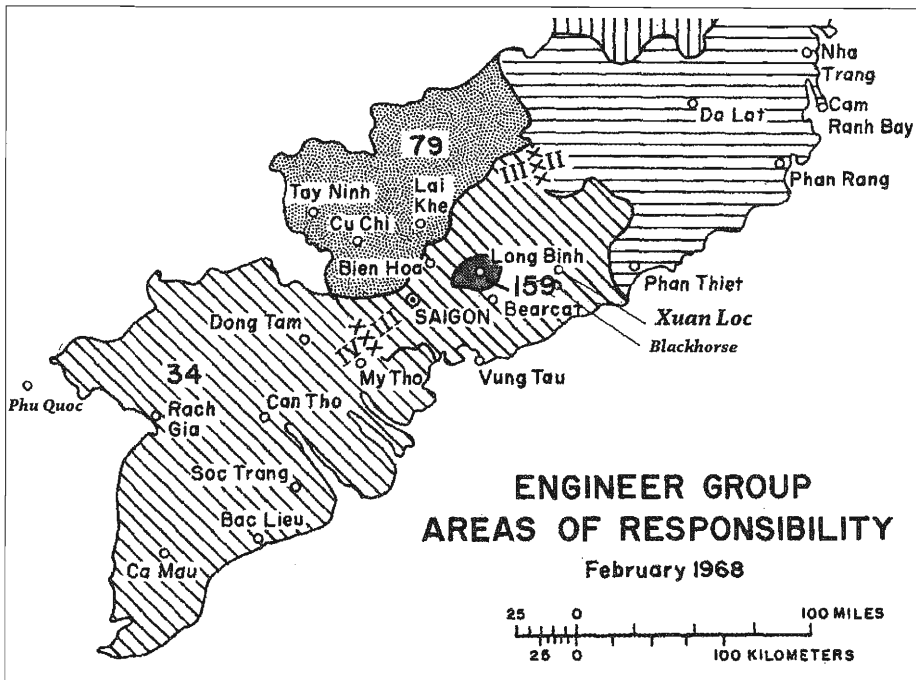 Nha
Trang
Cam
Ranh Bay
Da Lat
Phan Rang
79
III XXX II
Tay Ninh
Lai
Khe
Cu Chi
Bien Hoa
Long Binh
159
Phan Thiet
SAIGON
Bearcat
Xuan Loc
Blackhorse
Dong Tam
IV XXX III
34
My Tho
Vung Tau
Phu Quoc
Rach
Gia
Can Tho
Soc Trang
Bac Lieu
Ca Mau
ENGINEER GROUP
AREAS OF RESPONSIBILITY
February 1968
25 0 100 MILES
25 0 100 KILOMETERS